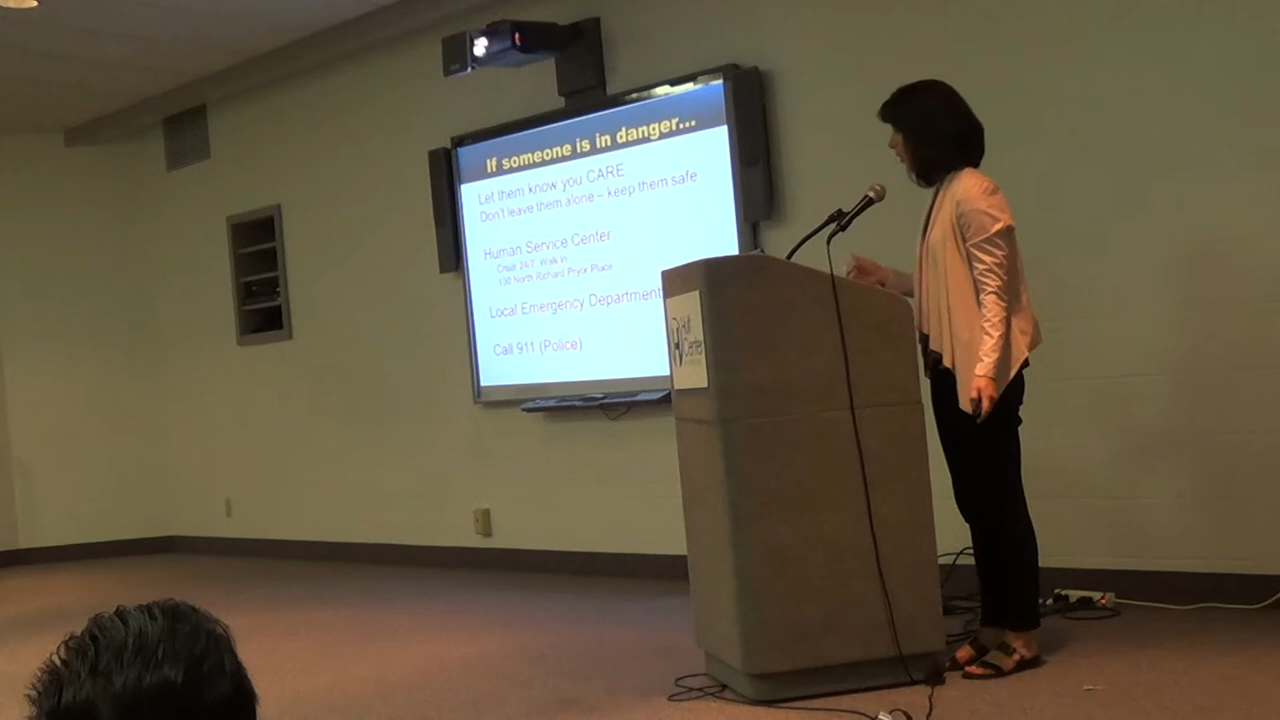 If someone is in danger...
Let them know you CARE
Don't leave them alone – keep them safe
Human Service Center
Crisis 24/7 Walk In
130 North Richard Pryor Place
Local Emergency Department
Call 911 (Police)
Hult
Center